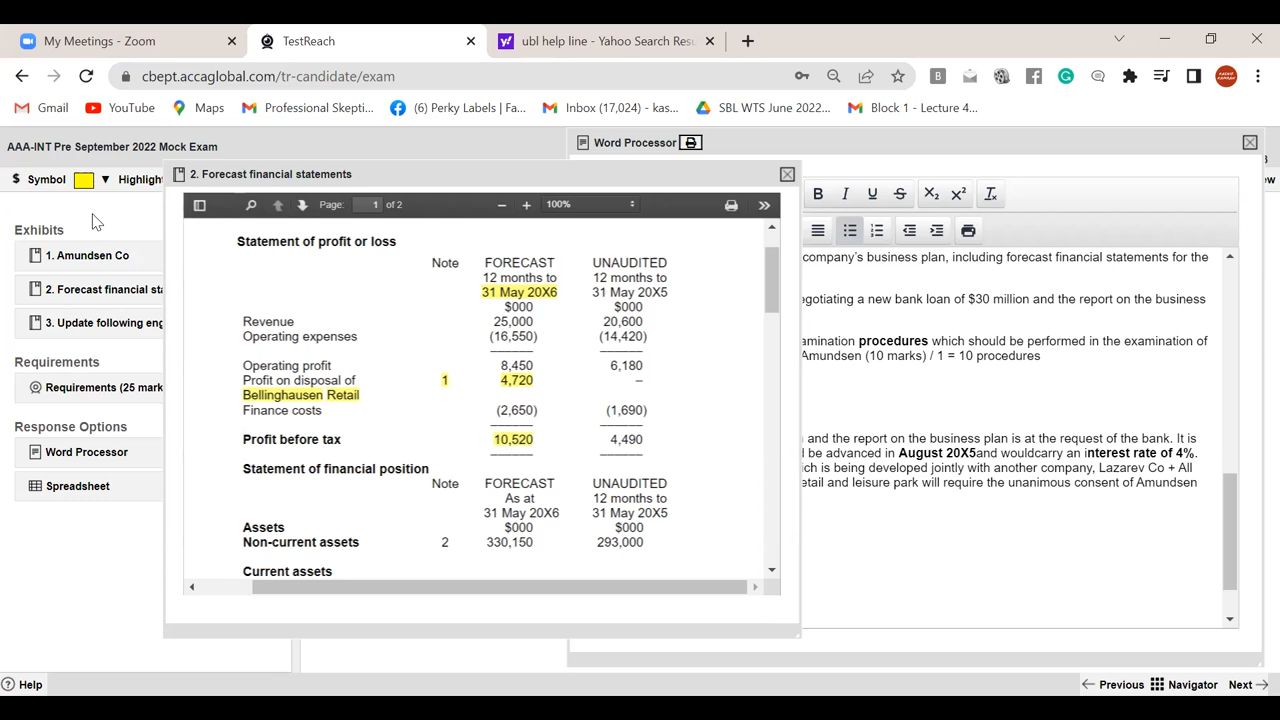 My Meetings - Zoom
TestReach
ubl help line - Yahoo Search Resu
cbept.accaglobal.com/tr-candidate/exam
Gmail
YouTube
Maps
Professional Skepti...
(6) Perky Labels | Fa...
Inbox (17,024) - kas...
SBL WTS June 2022...
Block 1 - Lecture 4...
AAA-INT Pre September 2022 Mock Exam
Word Processor
$ Symbol
Highlight
2. Forecast financial statements
Page: 1 of 2
100%
Exhibits
1. Amundsen Co
2. Forecast financial sta
3. Update following eng
Requirements
Requirements (25 mark
Response Options
Word Processor
Spreadsheet
Statement of profit or loss
Note FORECAST UNAUDITED
12 months to 12 months to
31 May 20X6 31 May 20X5
$000 $000
Revenue 25,000 20,600
Operating expenses (16,550) (14,420)
Operating profit 8,450 6,180
Profit on disposal of 1 4,720 –
Bellinghausen Retail
Finance costs (2,650) (1,690)
Profit before tax 10,520 4,490
Statement of financial position
Note FORECAST UNAUDITED
As at 12 months to
31 May 20X6 31 May 20X5
Assets $000 $000
Non-current assets 2 330,150 293,000
Current assets
B I U S X2 X2 Ix
company's business plan, including forecast financial statements for the
egotiating a new bank loan of $30 million and the report on the business
amination procedures which should be performed in the examination of
Amundsen (10 marks) / 1 = 10 procedures
and the report on the business plan is at the request of the bank. It is
d be advanced in August 20X5and wouldcarry an interest rate of 4%.
ich is being developed jointly with another company, Lazarev Co + All
etail and leisure park will require the unanimous consent of Amundsen
Help
Previous
Navigator
Next